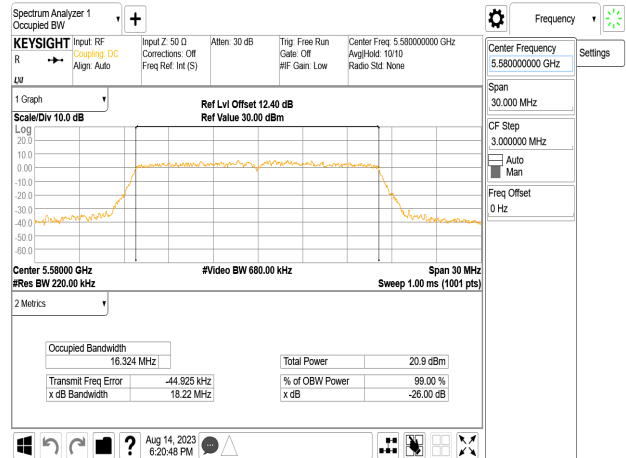 Spectrum Analyzer 1
Occupied BW
Frequency
KEYSIGHT
R
Input: RF
Coupling: DC
Align: Auto
Input Z: 50 Ω
Corrections: Off
Freq Ref: Int (S)
Atten: 30 dB
Trig: Free Run
Gate: Off
#IF Gain: Low
Center Freq: 5.580000000 GHz
Avg|Hold: 10/10
Radio Std: None
Center Frequency
5.580000000 GHz
Settings
Span
30.000 MHz
CF Step
3.000000 MHz
Auto
Man
Freq Offset
0 Hz
1 Graph
Scale/Div 10.0 dB
Ref Lvl Offset 12.40 dB
Ref Value 30.00 dBm
Log
20.0
10.0
0.00
-10.0
-20.0
-30.0
-40.0
-50.0
-60.0
Center 5.58000 GHz
#Video BW 680.00 kHz
Span 30 MHz
#Res BW 220.00 kHz
Sweep 1.00 ms (1001 pts)
2 Metrics
Occupied Bandwidth
16.324 MHz
Total Power 20.9 dBm
Transmit Freq Error -44.925 kHz
% of OBW Power 99.00 %
x dB Bandwidth 18.22 MHz
x dB -26.00 dB
?
Aug 14, 2023
6:20:48 PM